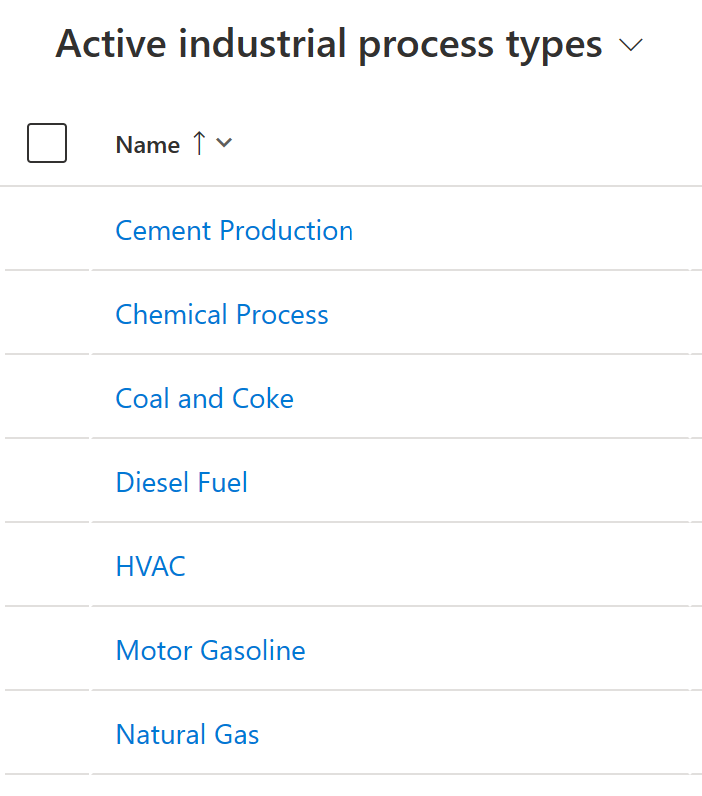 Active industrial process types
Name
Cement Production
Chemical Process
Coal and Coke
Diesel Fuel
HVAC
Motor Gasoline
Natural Gas